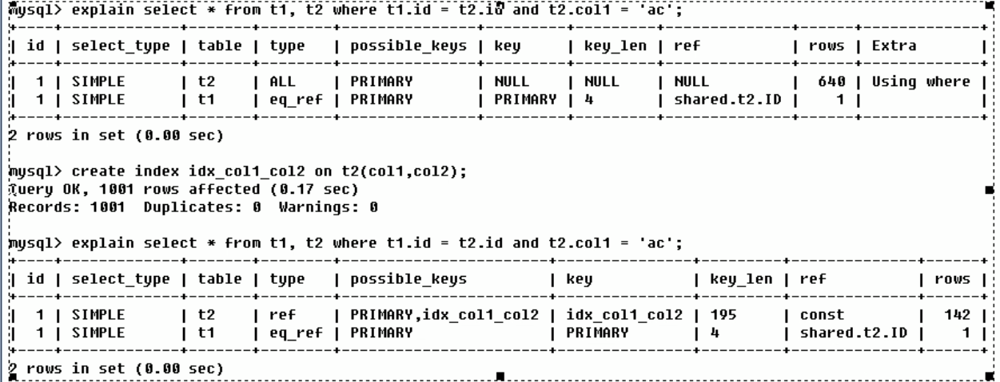 mysql> explain select * from t1, t2 where t1.id = t2.id and t2.col1 = 'ac';
+----+-------------+-------+--------+---------------+---------+---------+--------------+------+-------------+
| id | select_type | table | type   | possible_keys | key     | key_len | ref          | rows | Extra       |
+----+-------------+-------+--------+---------------+---------+---------+--------------+------+-------------+
|  1 | SIMPLE      | t2    | ALL    | PRIMARY       | NULL    | NULL    | NULL         |  640 | Using where |
|  1 | SIMPLE      | t1    | eq_ref | PRIMARY       | PRIMARY | 4       | shared.t2.ID |    1 |             |
+----+-------------+-------+--------+---------------+---------+---------+--------------+------+-------------+
2 rows in set (0.00 sec)
mysql> create index idx_col1_col2 on t2(col1,col2);
Query OK, 1001 rows affected (0.17 sec)
Records: 1001  Duplicates: 0  Warnings: 0
mysql> explain select * from t1, t2 where t1.id = t2.id and t2.col1 = 'ac';
+----+-------------+-------+--------+-----------------------+---------------+---------+--------------+------+
| id | select_type | table | type   | possible_keys         | key           | key_len | ref          | rows |
+----+-------------+-------+--------+-----------------------+---------------+---------+--------------+------+
|  1 | SIMPLE      | t2    | ref    | PRIMARY,idx_col1_col2 | idx_col1_col2 | 195     | const        |  142 |
|  1 | SIMPLE      | t1    | eq_ref | PRIMARY               | PRIMARY       | 4       | shared.t2.ID |    1 |
+----+-------------+-------+--------+-----------------------+---------------+---------+--------------+------+
2 rows in set (0.00 sec)